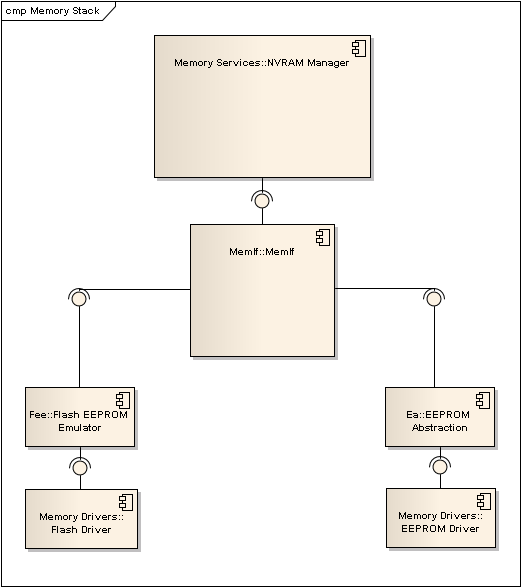 cmp Memory Stack
Memory Services::NVRAM Manager
MemIf::MemIf
Fee::Flash EEPROM
Emulator
Ea::EEPROM
Abstraction
Memory Drivers::
Flash Driver
Memory Drivers::
EEPROM Driver